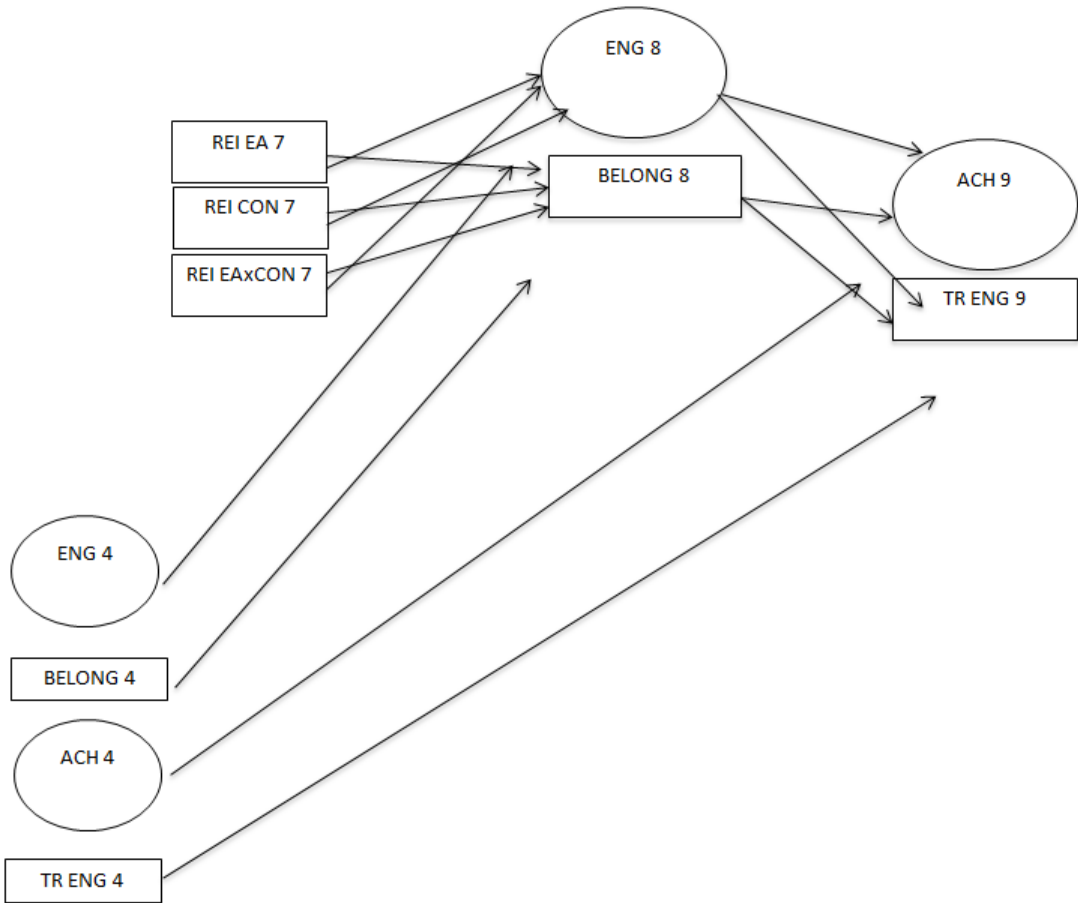 ENG 8
REI EA 7
BELONG 8
ACH 9
REI CON 7
REI EAxCON 7
TR ENG 9
ENG 4
BELONG 4
ACH 4
TR ENG 4